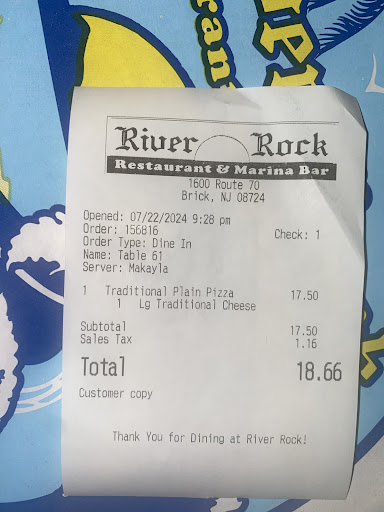 River Rock
Restaurant & Marina Bar
1600 Route 70
Brick, NJ 08724
Opened: 07/22/2024 9:28 pm
Order: 156816 Check: 1
Order Type: Dine In
Name: Table 61
Server: Makayla
1 Traditional Plain Pizza 17.50
1 Lg Traditional Cheese
Subtotal 17.50
Sales Tax 1.16
Total 18.66
Customer copy
Thank You for Dining at River Rock!